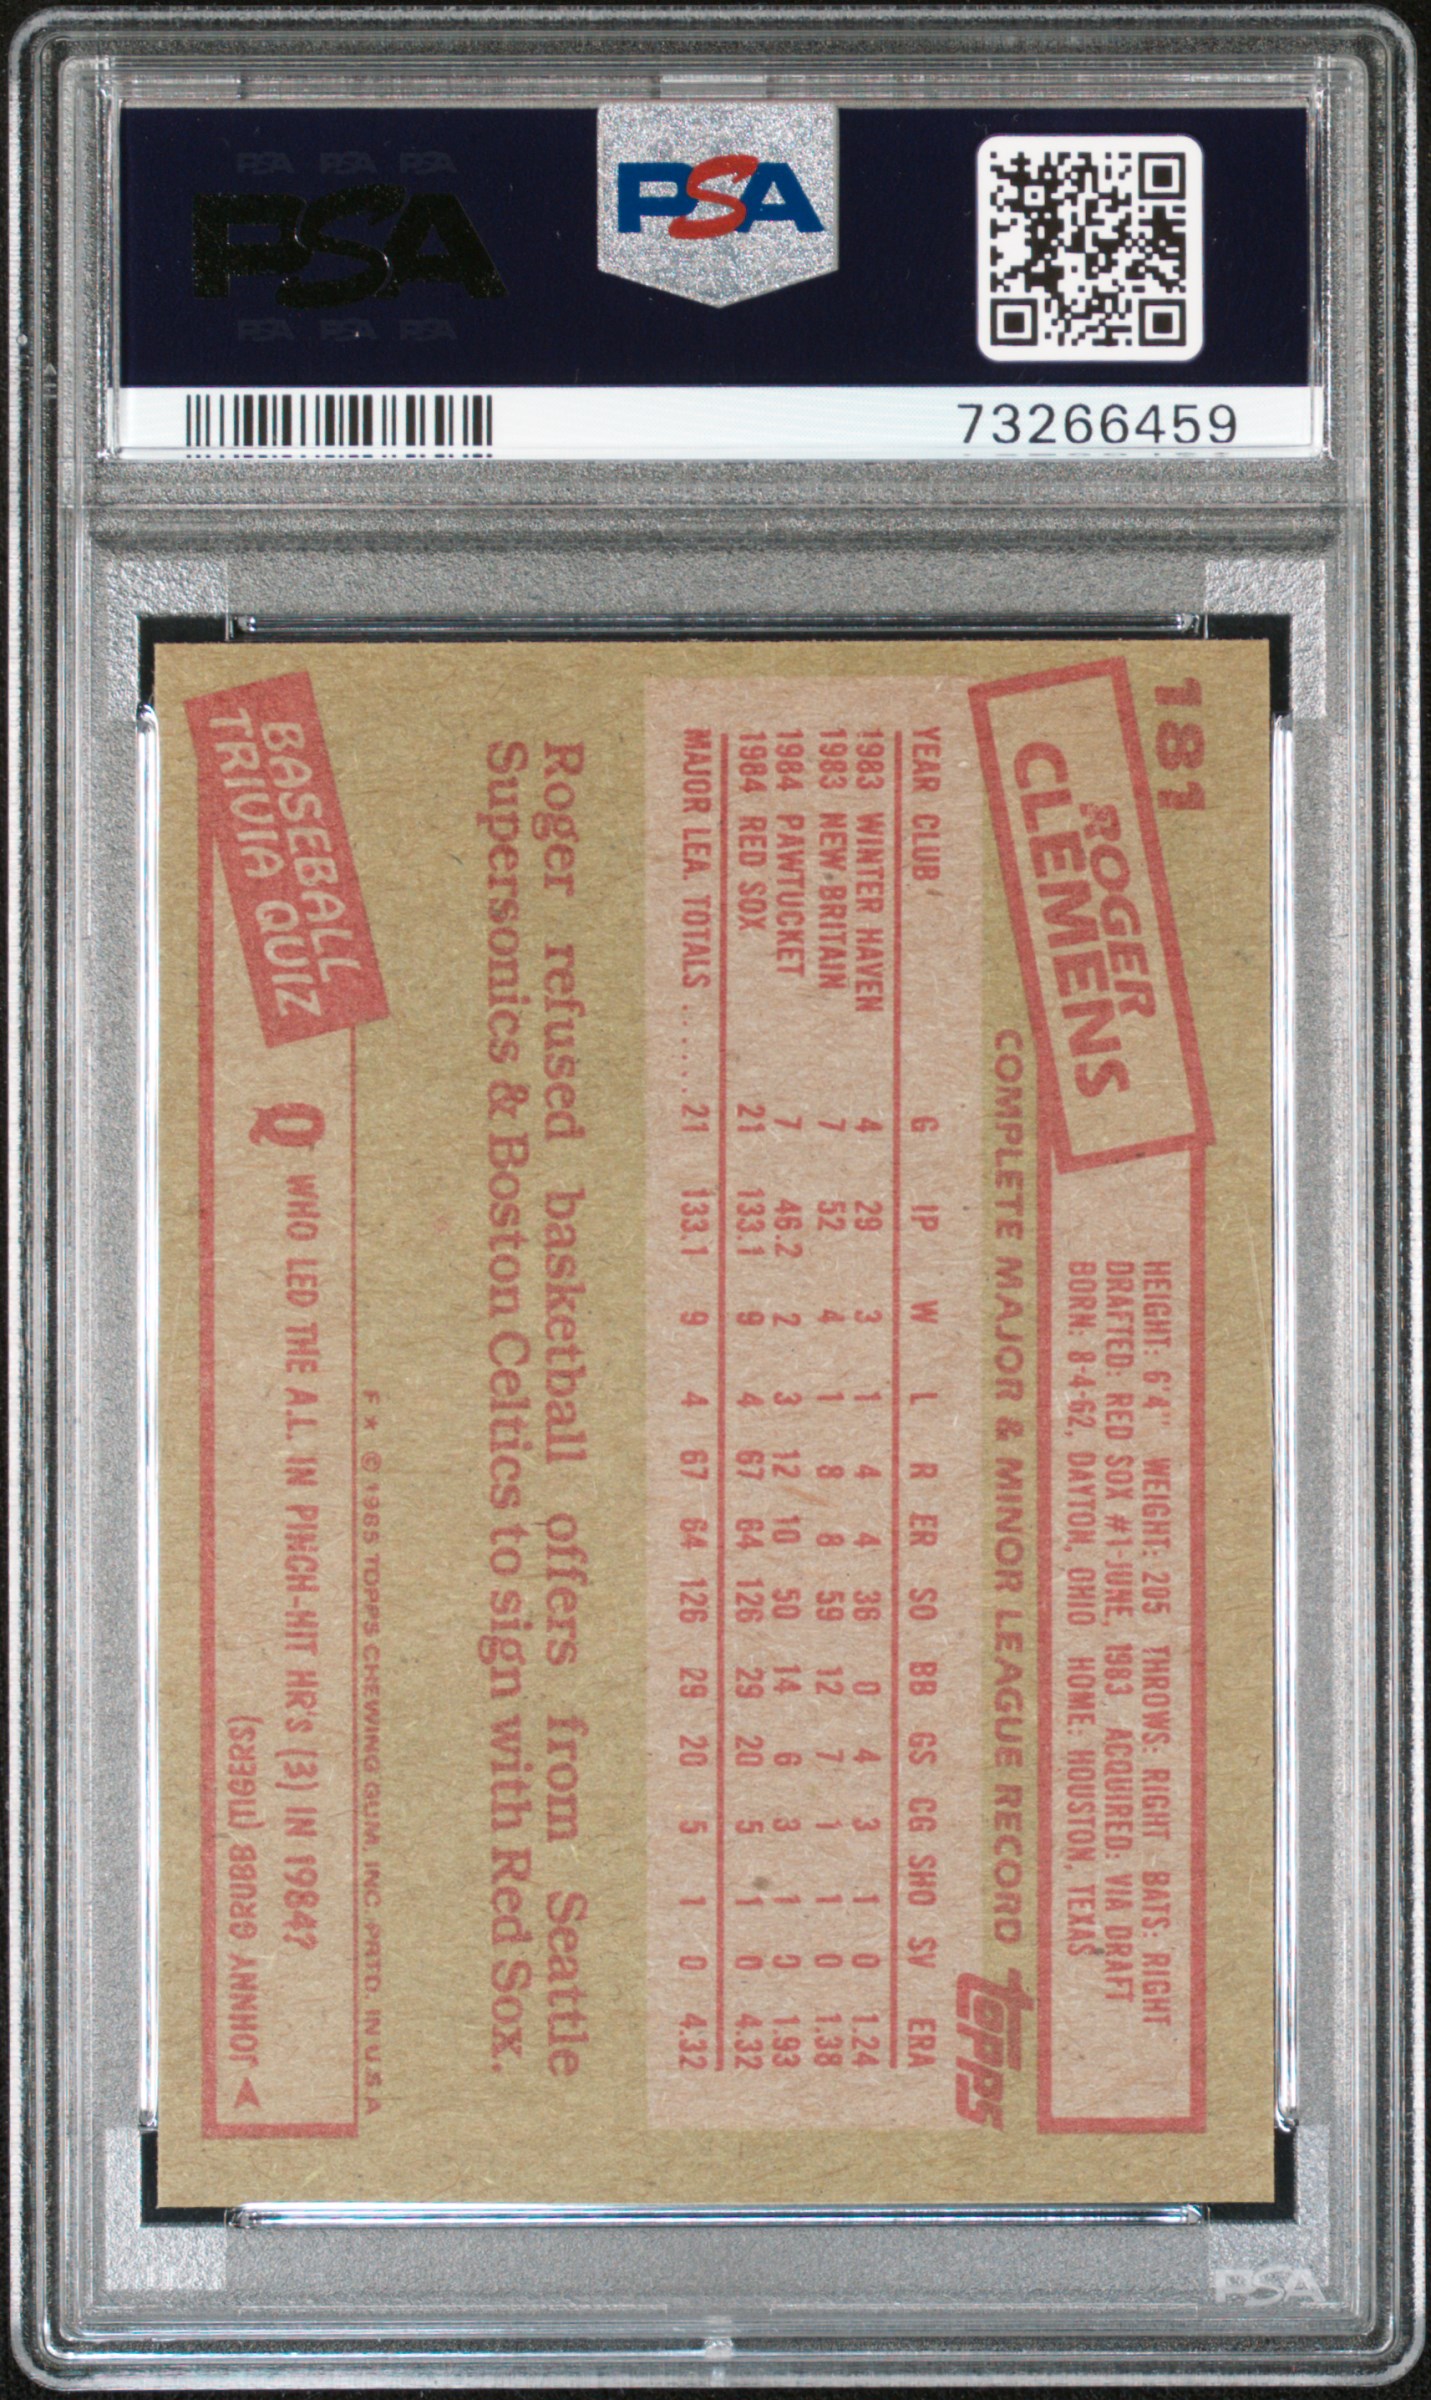 PSA PSA PSA
PSA
PSA PSA PSA
PSA
73266459
181
ROGER
CLEMENS
HEIGHT: 6'4" WEIGHT: 205 THROWS: RIGHT BATS: RIGHT
DRAFTED: RED SOX #1-JUNE, 1983 ACQUIRED: VIA DRAFT
BORN: 8-4-62, DAYTON, OHIO HOME: HOUSTON, TEXAS
COMPLETE MAJOR & MINOR LEAGUE RECORD
Topps
YEAR CLUB G IP W L R ER SO BB GS CG SHO SV ERA
1983 WINTER HAVEN 4 29 3 1 4 4 36 0 4 3 1 0 1.24
1983 NEW BRITAIN 7 52 4 1 8 8 59 12 7 1 1 0 1.38
1984 PAWTUCKET 7 46.2 2 3 12 10 50 14 6 3 1 0 1.93
1984 RED SOX 21 133.1 9 4 67 64 126 29 20 5 1 0 4.32
MAJOR LEA. TOTALS ...... 21 133.1 9 4 67 64 126 29 20 5 1 0 4.32
Roger refused basketball offers from Seattle
Supersonics & Boston Celtics to sign with Red Sox.
F * © 1985 TOPPS CHEWING GUM, INC. PRTD. IN U.S.A
BASEBALL
TRIVIA QUIZ
Q WHO LED THE A.L. IN PINCH-HIT HR'S (3) IN 1984?
JOHNNY GRUBB (TIGERS)
PSA